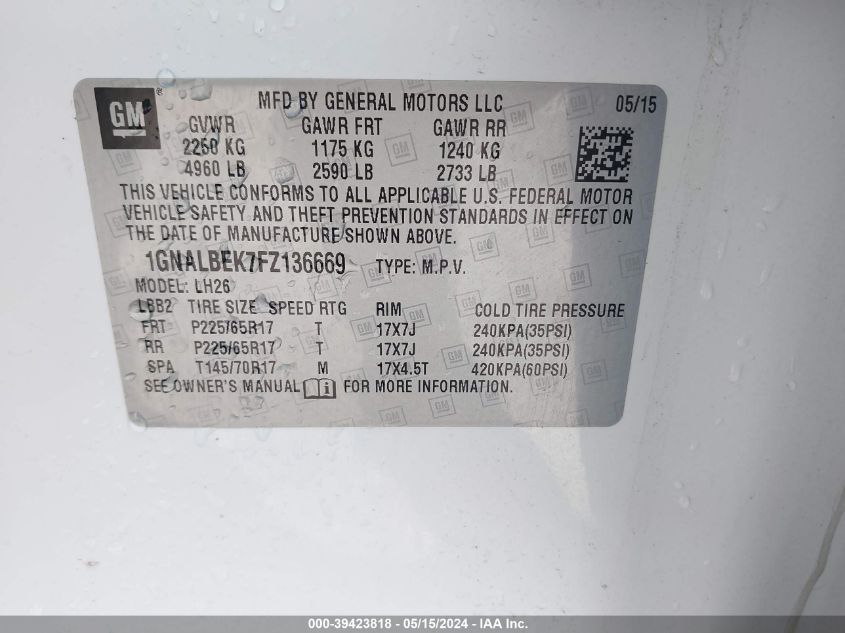 GM ® MFD BY GENERAL MOTORS LLC 05/15
GVWR GAWR FRT GAWR RR
2250 KG 1175 KG 1240 KG
4960 LB 2590 LB 2733 LB
THIS VEHICLE CONFORMS TO ALL APPLICABLE U.S. FEDERAL MOTOR
VEHICLE SAFETY AND THEFT PREVENTION STANDARDS IN EFFECT ON
THE DATE OF MANUFACTURE SHOWN ABOVE.
1GNALBEK7FZ136669 TYPE: M.P.V.
MODEL: LH26
LBB2 TIRE SIZE SPEED RTG RIM COLD TIRE PRESSURE
FRT P225/65R17 T 17X7J 240KPA(35PSI)
RR P225/65R17 T 17X7J 240KPA(35PSI)
SPA T145/70R17 M 17X4.5T 420KPA(60PSI)
SEE OWNER'S MANUAL i FOR MORE INFORMATION.
000-39423818 - 05/15/2024 - IAA Inc.